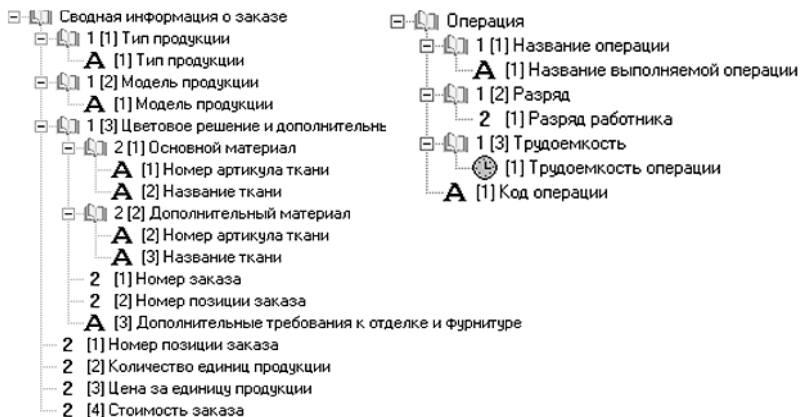 Сводная информация о заказе
1 [1] Тип продукции
A [1] Тип продукции
1 [2] Модель продукции
A [1] Модель продукции
1 [3] Цветовое решение и дополнительнь
2 [1] Основной материал
A [1] Номер артикула ткани
A [2] Название ткани
2 [2] Дополнительный материал
A [2] Номер артикула ткани
A [3] Название ткани
2 [1] Номер заказа
2 [2] Номер позиции заказа
A [3] Дополнительные требования к отделке и фурнитуре
2 [1] Номер позиции заказа
2 [2] Количество единиц продукции
2 [3] Цена за единицу продукции
2 [4] Стоимость заказа
Операция
1 [1] Название операции
A [1] Название выполняемой операции
1 [2] Разряд
2 [1] Разряд работника
1 [3] Трудоемкость
[1] Трудоемкость операции
A [1] Код операции